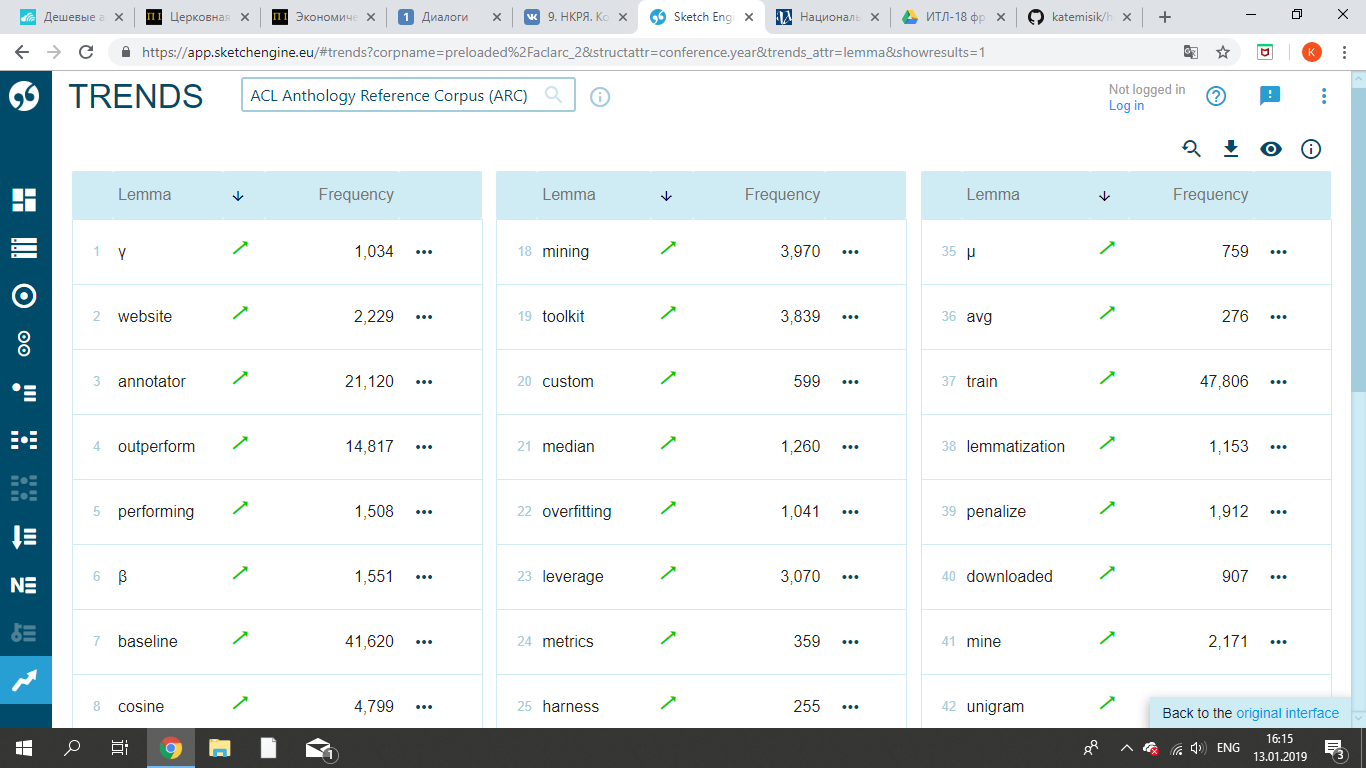 Дешевые а
Церковная
Экономиче
1 Диалоги
9. НКРЯ. Ко
Sketch Eng
Националь
ИТЛ-18 фр
katemisik/h
https://app.sketchengine.eu/#trends?corpname=preloaded%2Faclarc_2&structattr=conference.year&trends_attr=lemma&showresults=1
K
TRENDS
ACL Anthology Reference Corpus (ARC)
Not logged in
Log in
Lemma Frequency Lemma Frequency Lemma Frequency
1 γ 1,034 18 mining 3,970 35 μ 759
2 website 2,229 19 toolkit 3,839 36 avg 276
3 annotator 21,120 20 custom 599 37 train 47,806
4 outperform 14,817 21 median 1,260 38 lemmatization 1,153
5 performing 1,508 22 overfitting 1,041 39 penalize 1,912
6 β 1,551 23 leverage 3,070 40 downloaded 907
7 baseline 41,620 24 metrics 359 41 mine 2,171
8 cosine 4,799 25 harness 255 42 unigram
Back to the original interface
1
ENG
16:15
13.01.2019
3